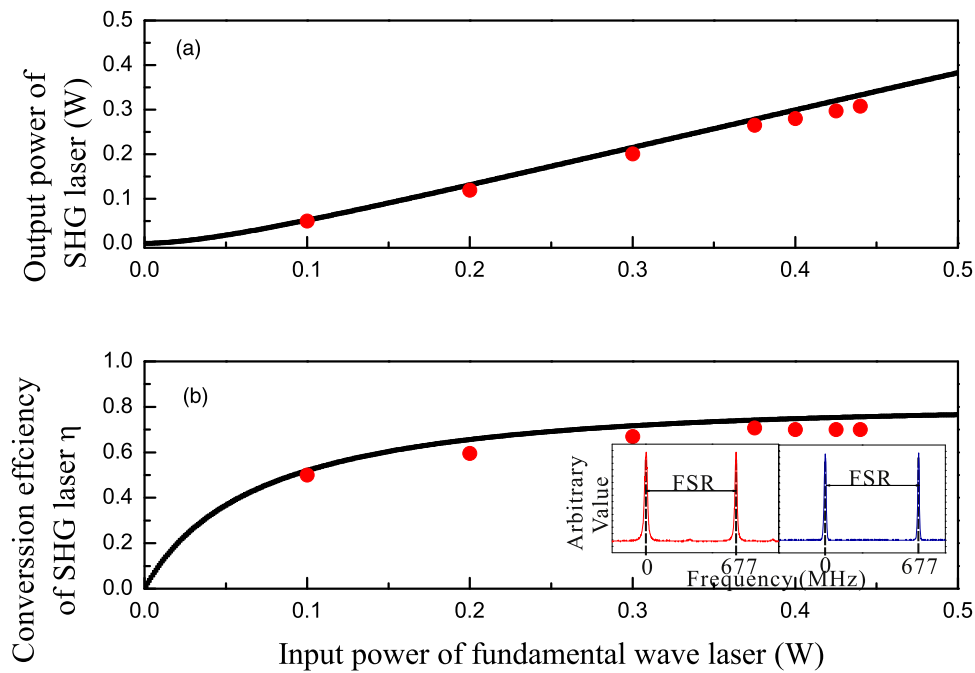 0.5
0.4
0.3
0.2
0.1
0.0
(a)
Output power of
SHG laser (W)
0.0 0.1 0.2 0.3 0.4 0.5
1.0
0.8
0.6
0.4
0.2
0.0
(b)
Converssion effciency
of SHG laser η
Arbitrary
Value
FSR FSR
0 677 0 677
Frequency (MHz)
0.0 0.1 0.2 0.3 0.4 0.5
Input power of fundamental wave laser (W)